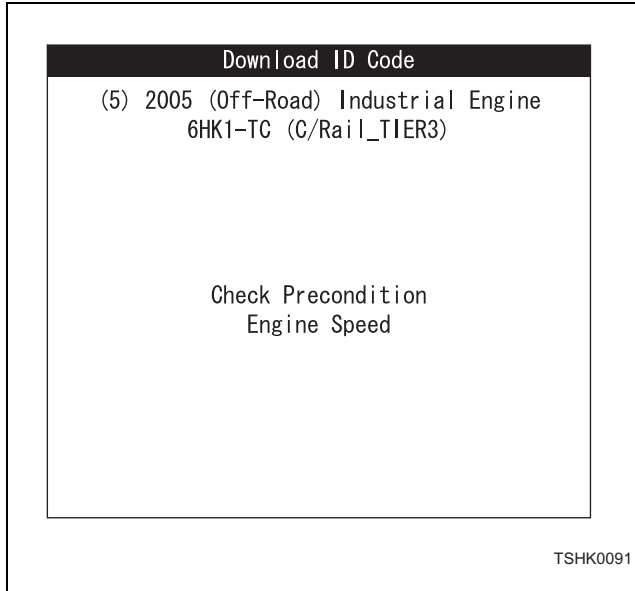 Download ID Code
(5) 2005 (Off-Road) Industrial Engine
6HK1-TC (C/Rail_TIER3)
Check Precondition
Engine Speed
TSHK0091